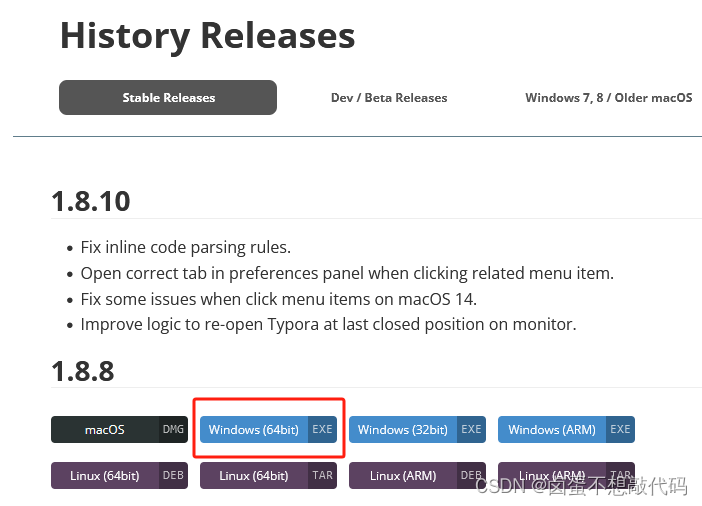 History Releases
Stable Releases Dev / Beta Releases Windows 7, 8 / Older macOS
1.8.10
• Fix inline code parsing rules.
• Open correct tab in preferences panel when clicking related menu item.
• Fix some issues when click menu items on macOS 14.
• Improve logic to re-open Typora at last closed position on monitor.
1.8.8
macOS DMG Windows (64bit) EXE Windows (32bit) EXE Windows (ARM) EXE
Linux (64bit) DEB Linux (64bit) TAR Linux (ARM) DEB Linux (ARM) TAR
CSDN @卤蛋不想敲代码